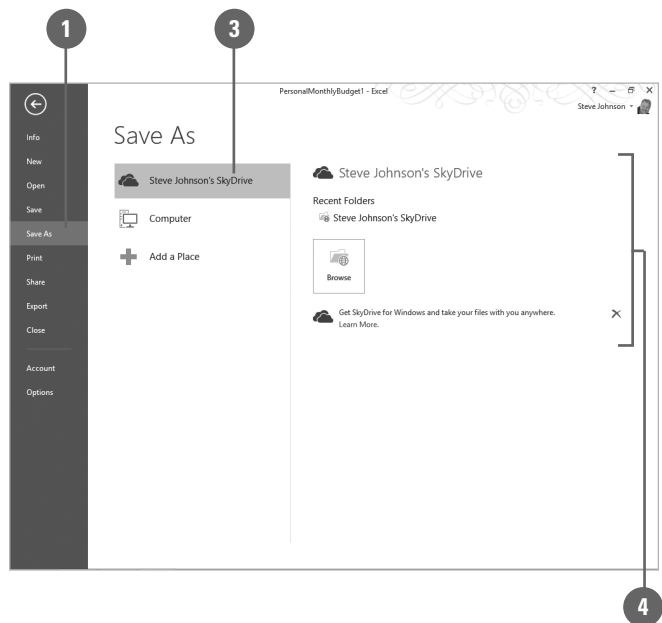 1
3
PersonalMonthlyBudget1 - Excel
?
Steve Johnson
Info
New
Open
Save
Save As
Print
Share
Export
Close
Account
Options
Save As
Steve Johnson's SkyDrive
Computer
Add a Place
Steve Johnson's SkyDrive
Recent Folders
Steve Johnson's SkyDrive
Browse
Get SkyDrive for Windows and take your files with you anywhere.
Learn More.
4